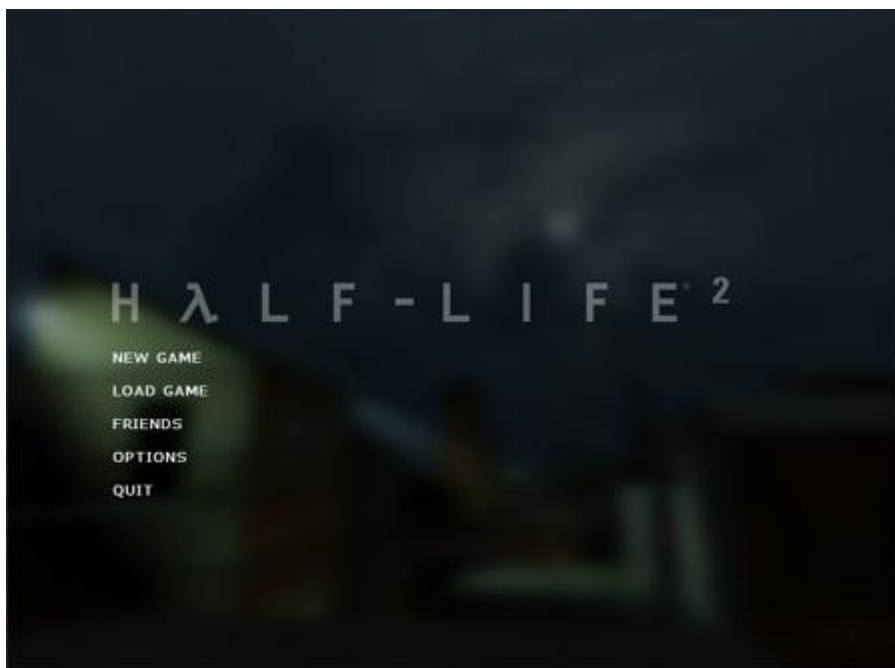 HλLF-LIFE² 
NEW GAME
LOAD GAME
FRIENDS
OPTIONS
QUIT